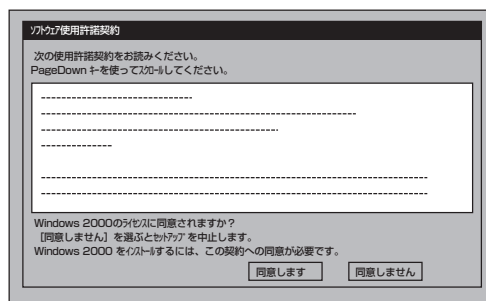 ソフトウェア使用許諾契約
次の使用許諾契約をお読みください。
PageDown キーを使ってスクロールしてください。
Windows 2000のライセンスに同意されますか？
［同意しません］を選ぶとセットアップを中止します。
Windows 2000 をインストールするには、この契約への同意が必要です。
同意します
同意しません